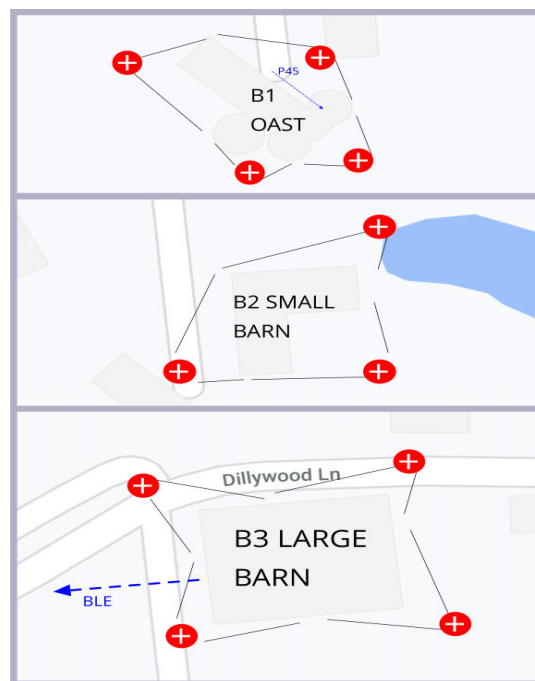 P45
B1
OAST
B2 SMALL
BARN
Dillywood Ln
B3 LARGE
BARN
BLE